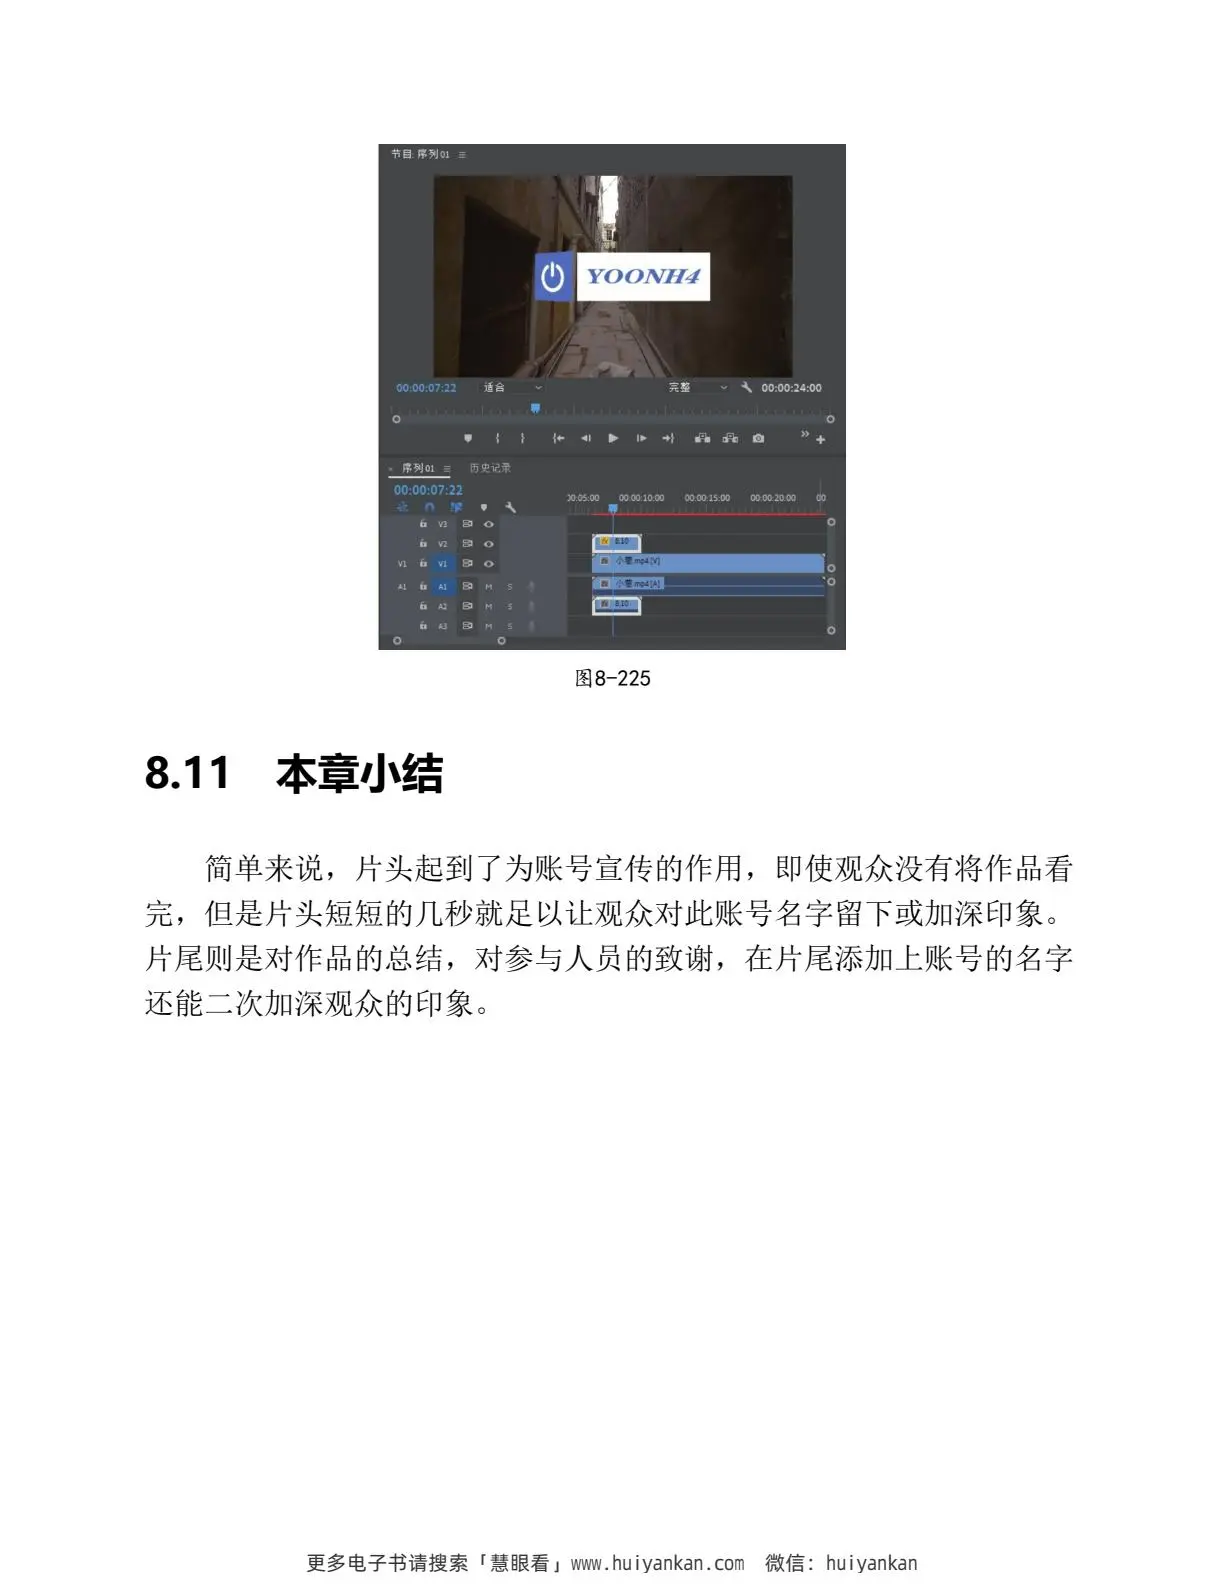 节目: 序列01
YOONH4
00:00:07:22 适合 完整 00:00:24:00
× 序列01 历史记录
00:00:07:22
00:05:00 00:00:10:00 00:00:15:00 00:00:20:00 00
V3
V2 fx 8.10
V1 V1 fx 小巷.mp4 [V]
A1 A1 M S fx 小巷.mp4 [A]
A2 M S fx 8.10
A3 M S
图8-225
8.11 本章小结
简单来说，片头起到了为账号宣传的作用，即使观众没有将作品看
完，但是片头短短的几秒就足以让观众对此账号名字留下或加深印象。
片尾则是对作品的总结，对参与人员的致谢，在片尾添加上账号的名字
还能二次加深观众的印象。
更多电子书请搜索「慧眼看」www.huiyankan.com 微信: huiyankan